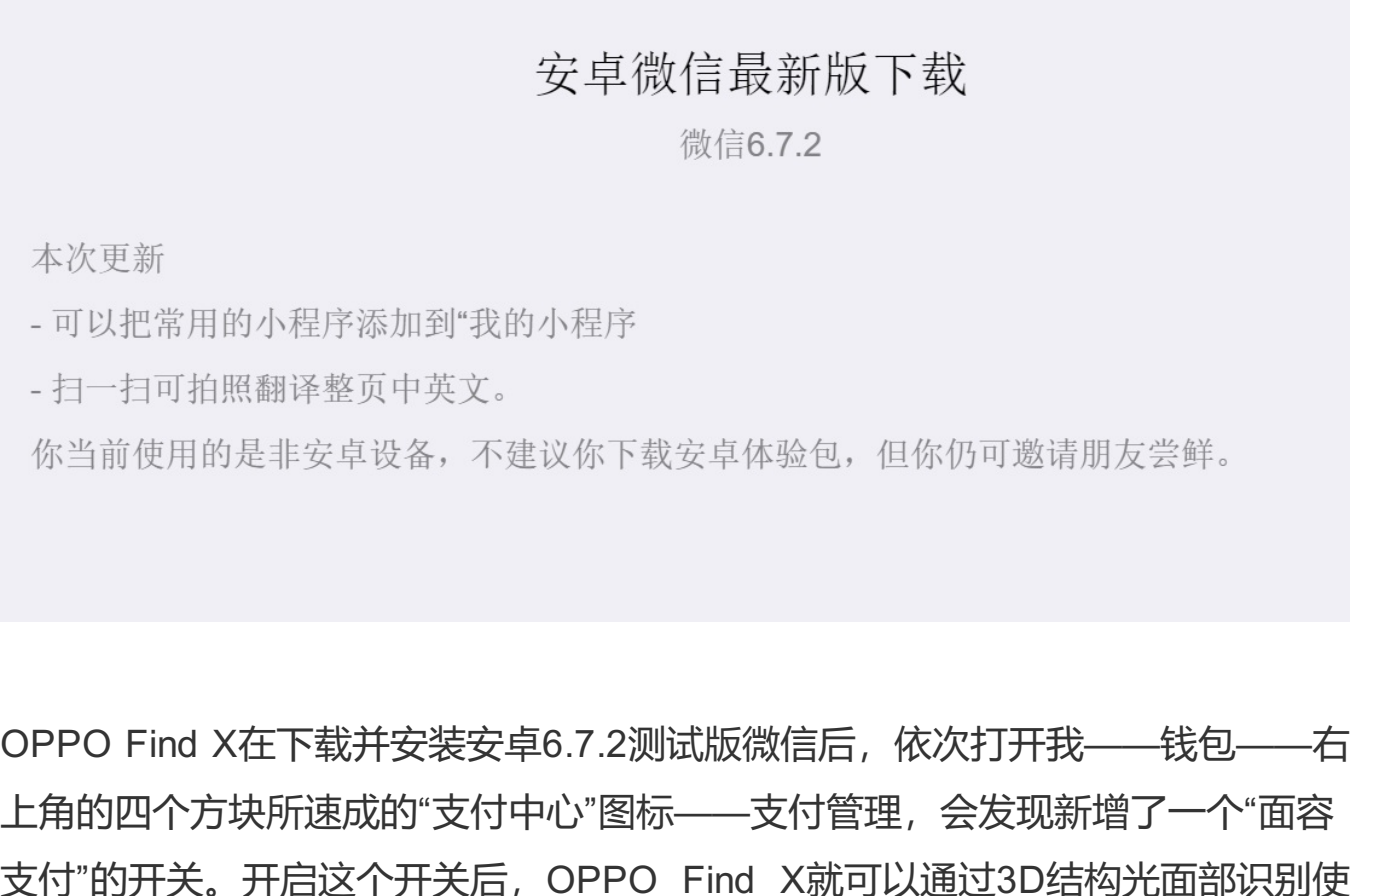 安卓微信最新版下载
微信6.7.2
本次更新
- 可以把常用的小程序添加到“我的小程序
- 扫一扫可拍照翻译整页中英文。
你当前使用的是非安卓设备，不建议你下载安卓体验包，但你仍可邀请朋友尝鲜。
OPPO Find X在下载并安装安卓6.7.2测试版微信后，依次打开我——钱包——右
上角的四个方块所速成的“支付中心”图标——支付管理，会发现新增了一个“面容
支付”的开关。开启这个开关后，OPPO Find X就可以通过3D结构光面部识别使